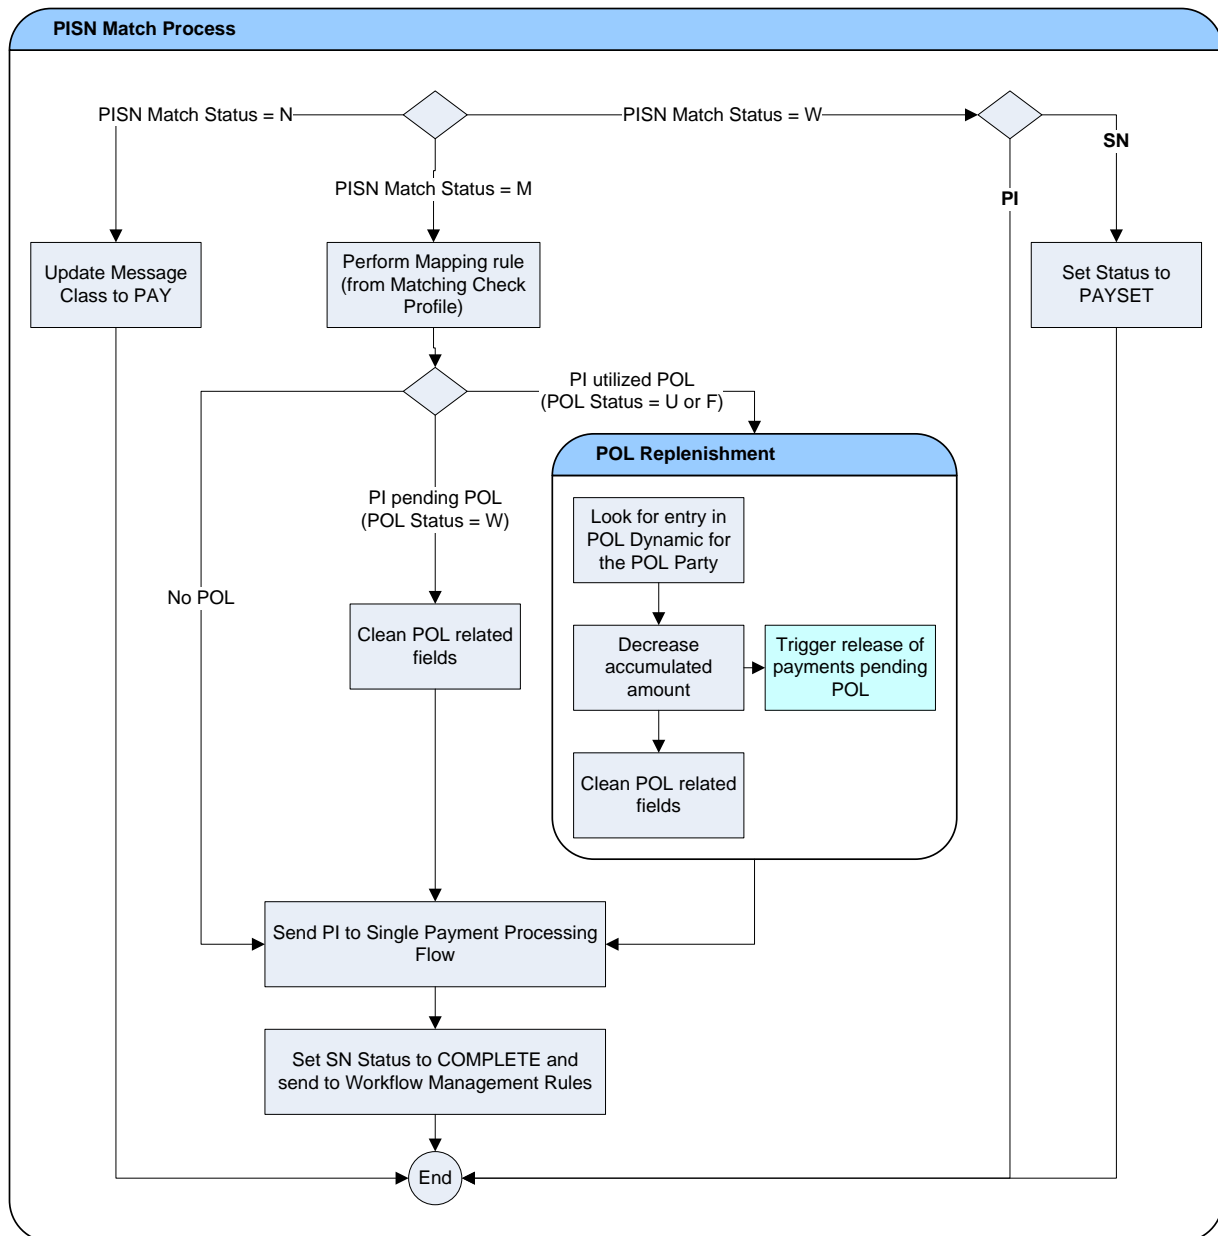 PISN Match Process
PISN Match Status = N
PISN Match Status = W
SN
PISN Match Status = M
PI
Update Message
Class to PAY
Perform Mapping rule
(from Matching Check
Profile)
Set Status to
PAYSET
PI utilized POL
(POL Status = U or F)
POL Replenishment
PI pending POL
(POL Status = W)
Look for entry in
POL Dynamic for
the POL Party
No POL
Clean POL related
fields
Decrease
accumulated
amount
Trigger release of
payments pending
POL
Clean POL related
fields
Send PI to Single Payment Processing
Flow
Set SN Status to COMPLETE and
send to Workflow Management Rules
End